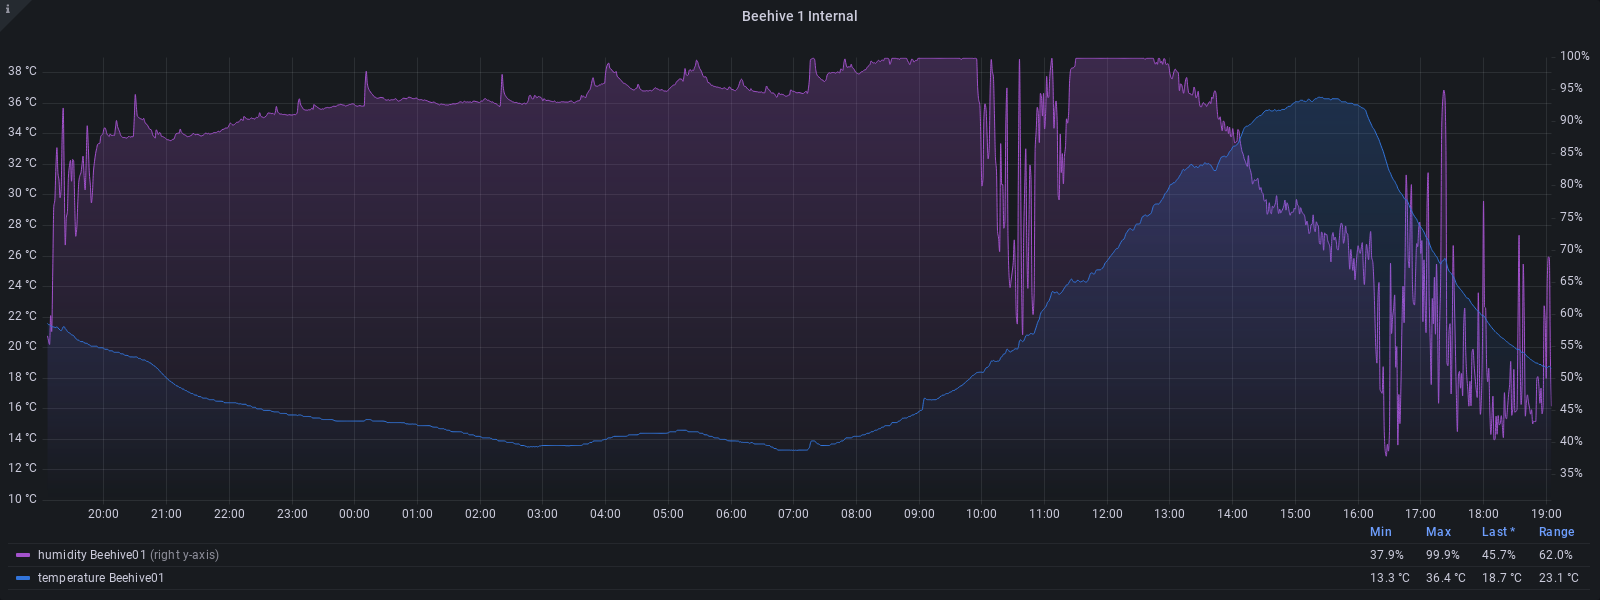 i
Beehive 1 Internal
38 °C
36 °C
34 °C
32 °C
30 °C
28 °C
26 °C
24 °C
22 °C
20 °C
18 °C
16 °C
14 °C
12 °C
10 °C
100%
95%
90%
85%
80%
75%
70%
65%
60%
55%
50%
45%
40%
35%
20:00 21:00 22:00 23:00 00:00 01:00 02:00 03:00 04:00 05:00 06:00 07:00 08:00 09:00 10:00 11:00 12:00 13:00 14:00 15:00 16:00 17:00 18:00 19:00
Min Max Last * Range
humidity Beehive01 (right y-axis) 37.9% 99.9% 45.7% 62.0%
temperature Beehive01 13.3 °C 36.4 °C 18.7 °C 23.1 °C